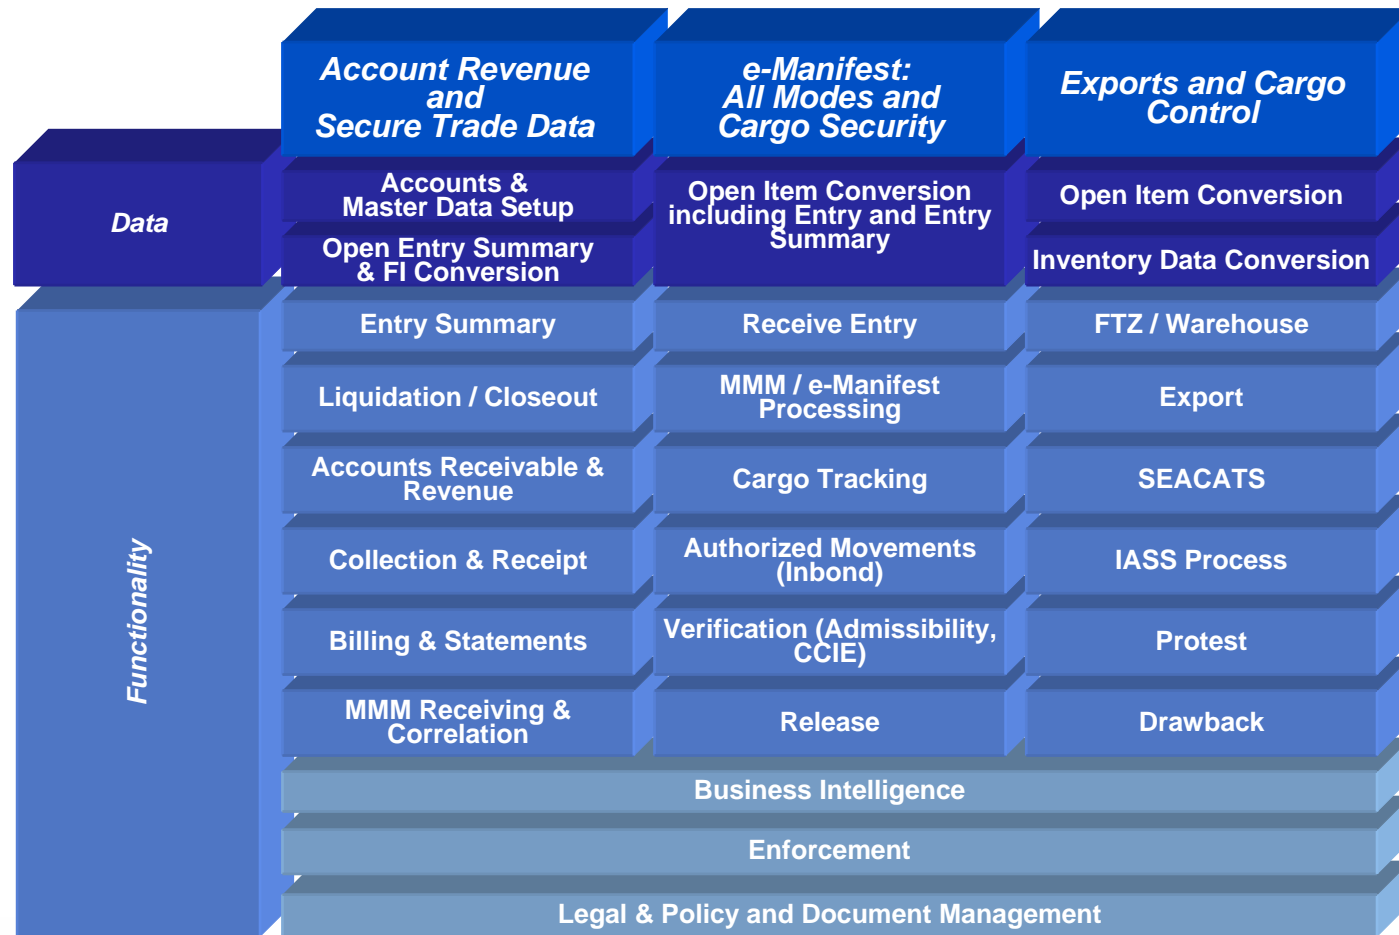 Account Revenue
and
Secure Trade Data
e-Manifest:
All Modes and
Cargo Security
Exports and Cargo
Control
Data
Accounts &
Master Data Setup
Open Entry Summary
& FI Conversion
Open Item Conversion
including Entry and Entry
Summary
Open Item Conversion
Inventory Data Conversion
Functionality
Entry Summary
Receive Entry
FTZ / Warehouse
Liquidation / Closeout
MMM / e-Manifest
Processing
Export
Accounts Receivable &
Revenue
Cargo Tracking
SEACATS
Collection & Receipt
Authorized Movements
(Inbond)
IASS Process
Billing & Statements
Verification (Admissibility,
CCIE)
Protest
MMM Receiving &
Correlation
Release
Drawback
Business Intelligence
Enforcement
Legal & Policy and Document Management